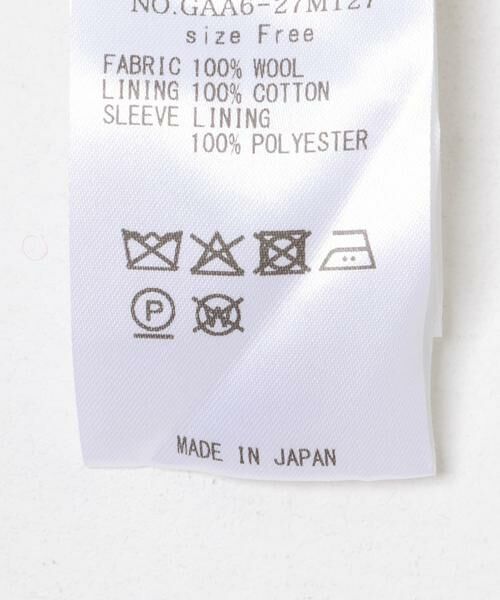 NO.GAA6-27M127
size Free
FABRIC 100% WOOL
LINING 100% COTTON
SLEEVE LINING
100% POLYESTER
P
W
MADE IN JAPAN